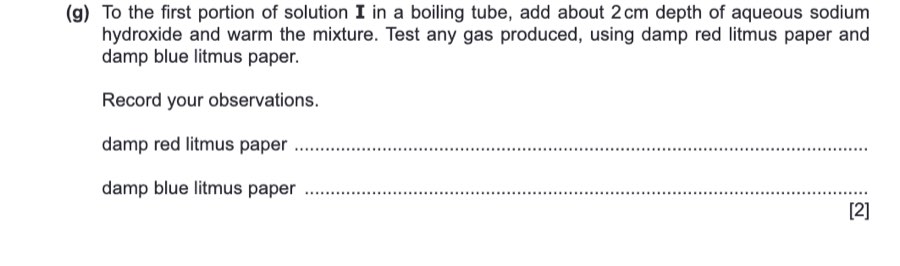 (g) To the first portion of solution I in a boiling tube, add about 2 cm depth of aqueous sodium
hydroxide and warm the mixture. Test any gas produced, using damp red litmus paper and
damp blue litmus paper.
Record your observations.
damp red litmus paper ..........................................................................................................
damp blue litmus paper ........................................................................................................
[2]